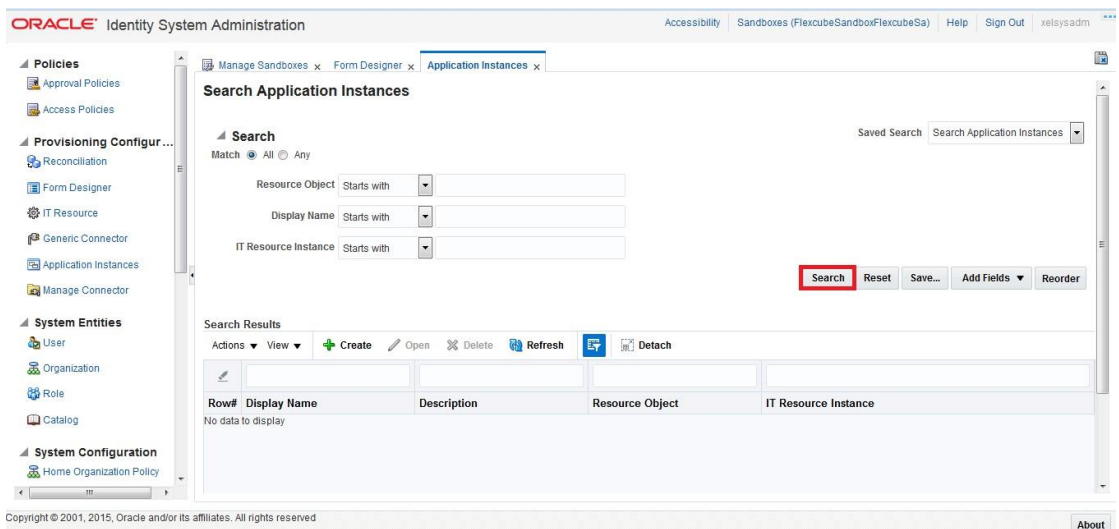 ORACLE Identity System Administration
Accessibility Sandboxes (FlexcubeSandboxFlexcubeSa) Help Sign Out xelsysadm
Policies
Approval Policies
Access Policies
Provisioning Configur...
Reconciliation
Form Designer
IT Resource
Generic Connector
Application Instances
Manage Connector
System Entities
User
Organization
Role
Catalog
System Configuration
Home Organization Policy
Manage Sandboxes x Form Designer x Application Instances x
Search Application Instances
Search
Saved Search Search Application Instances
Match All Any
Resource Object Starts with
Display Name Starts with
IT Resource Instance Starts with
Search Reset Save... Add Fields Reorder
Search Results
Actions View Create Open Delete Refresh Detach
Row# Display Name Description Resource Object IT Resource Instance
No data to display
Copyright © 2001, 2015, Oracle and/or its affiliates. All rights reserved
About